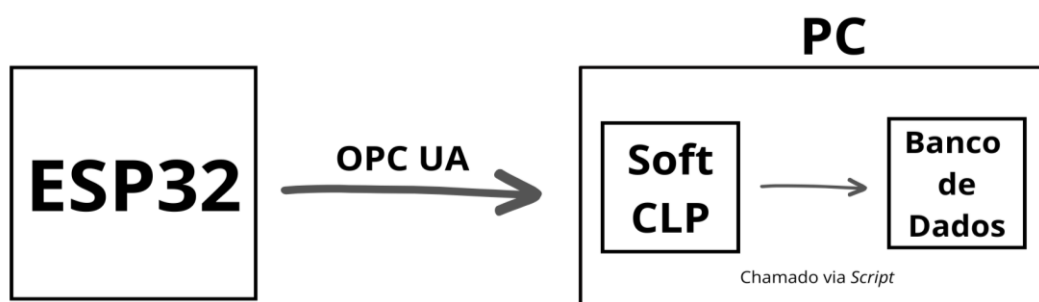 PC
ESP32
OPC UA
Soft
CLP
Banco
de
Dados
Chamado via Script